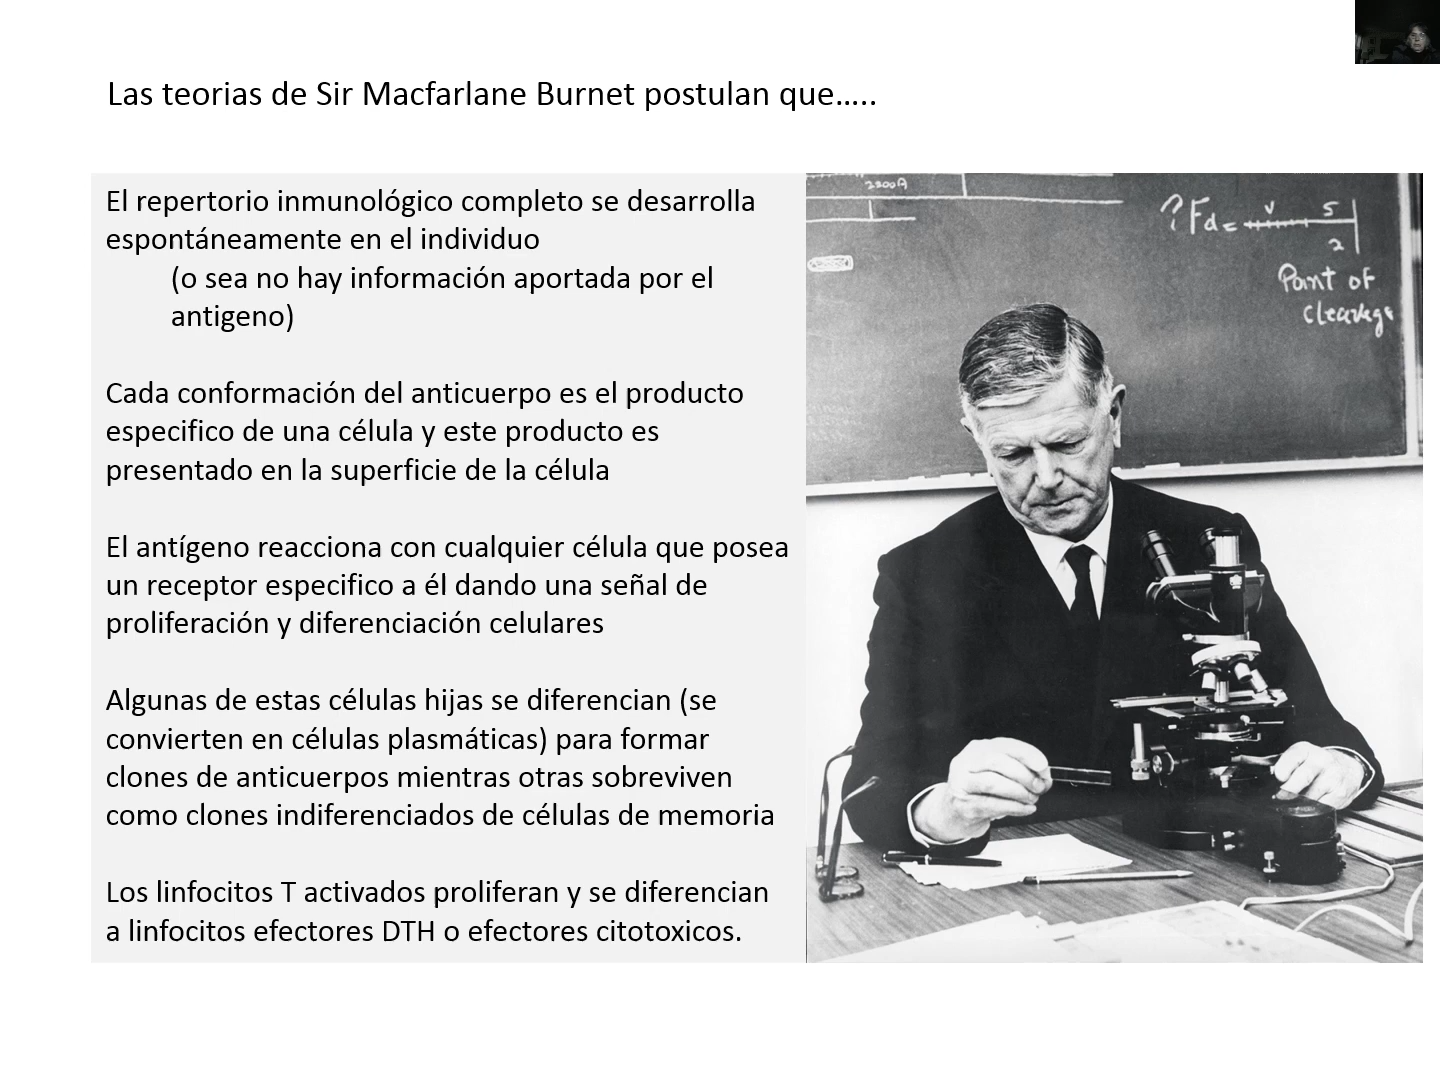 Las teorias de Sir Macfarlane Burnet postulan que.....
El repertorio inmunológico completo se desarrolla
espontáneamente en el individuo
(o sea no hay información aportada por el
antigeno)
Cada conformación del anticuerpo es el producto
especifico de una célula y este producto es
presentado en la superficie de la célula
El antígeno reacciona con cualquier célula que posea
un receptor especifico a él dando una señal de
proliferación y diferenciación celulares
Algunas de estas células hijas se diferencian (se
convierten en células plasmáticas) para formar
clones de anticuerpos mientras otras sobreviven
como clones indiferenciados de células de memoria
Los linfocitos T activados proliferan y se diferencian
a linfocitos efectores DTH o efectores citotoxicos.
?Fd=
V
5
2
Point of
cleavage